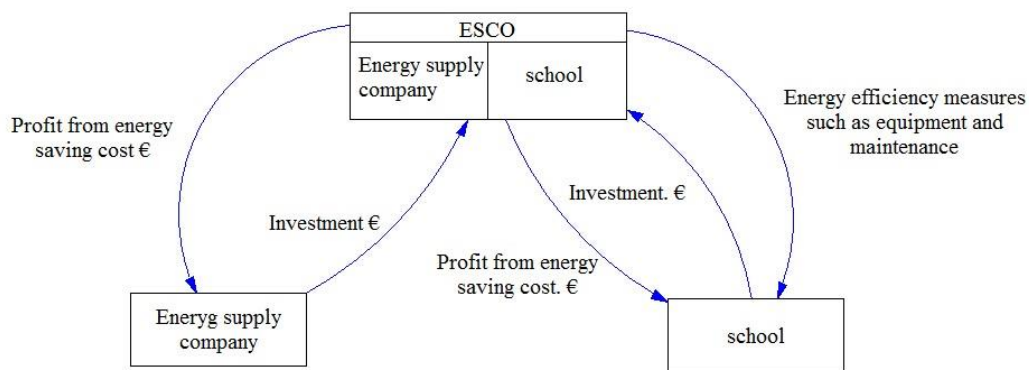 ESCO
Energy supply
company
school
Energy efficiency measures
such as equipment and
maintenance
Profit from energy
saving cost €
Investment. €
Investment €
Profit from energy
saving cost. €
Eneryg supply
company
school